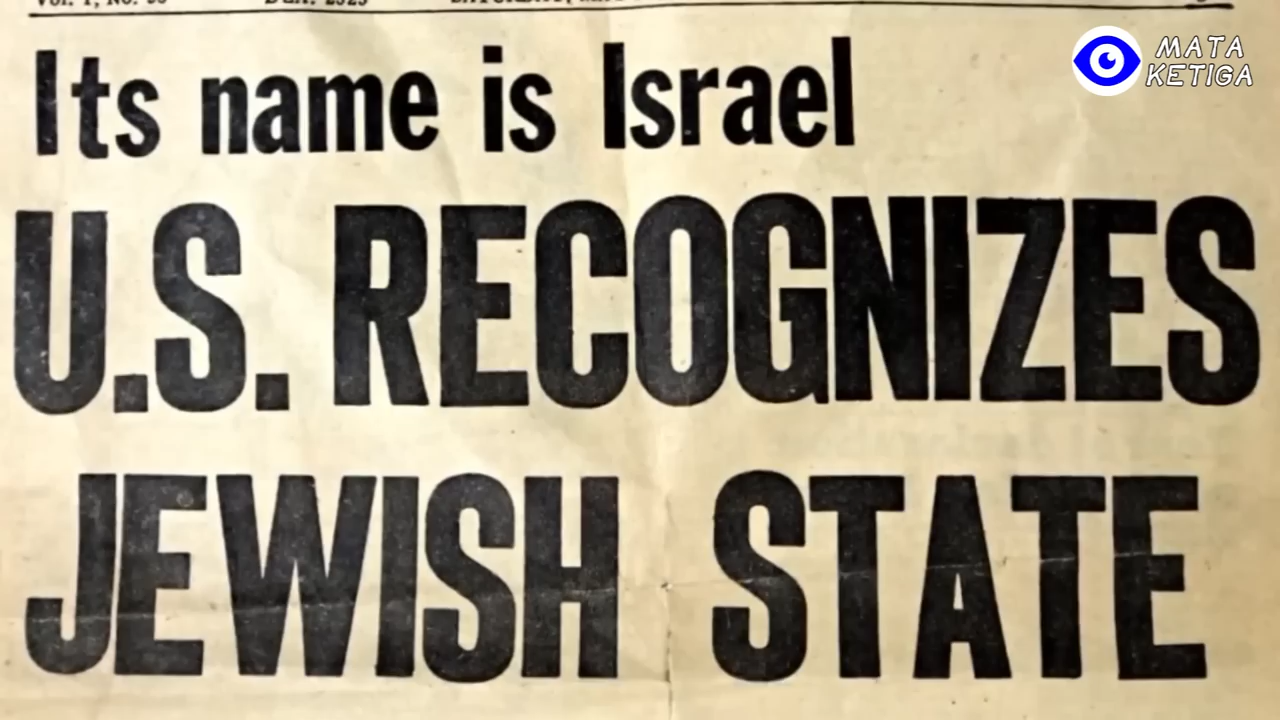 Its name is Israel
MATA
KETIGA
U.S. RECOGNIZES
JEWISH STATE